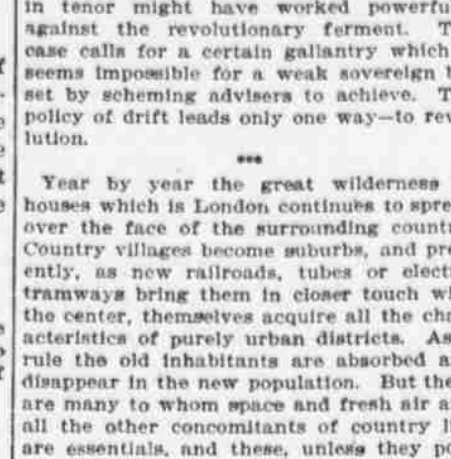 in tenor might have worked powerfu
against the revolutionary ferment. T
case calls for a certain gallantry which
seems impossible for a weak sovereign b
set by scheming advisers to achieve. T
policy of drift leads only one way—to rev
lution.
***
Year by year the great wilderness
houses which is London continues to spre
over the face of the surrounding count
Country villages become suburbs, and pre
ently, as new railroads, tubes or elect
tramways bring them in closer touch wi
the center, themselves acquire all the cha
acteristics of purely urban districts. As
rule the old inhabitants are absorbed a
disappear in the new population. But the
are many to whom space and fresh air a
all the other concomitants of country li
are essentials, and these, unless they po